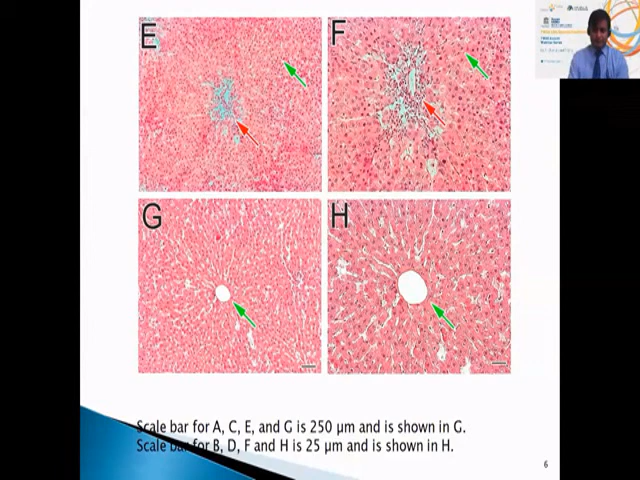 E
F
G
H
Scale bar for A, C, E, and G is 250 µm and is shown in G.
Scale bar for B, D, F and H is 25 µm and is shown in H.
6